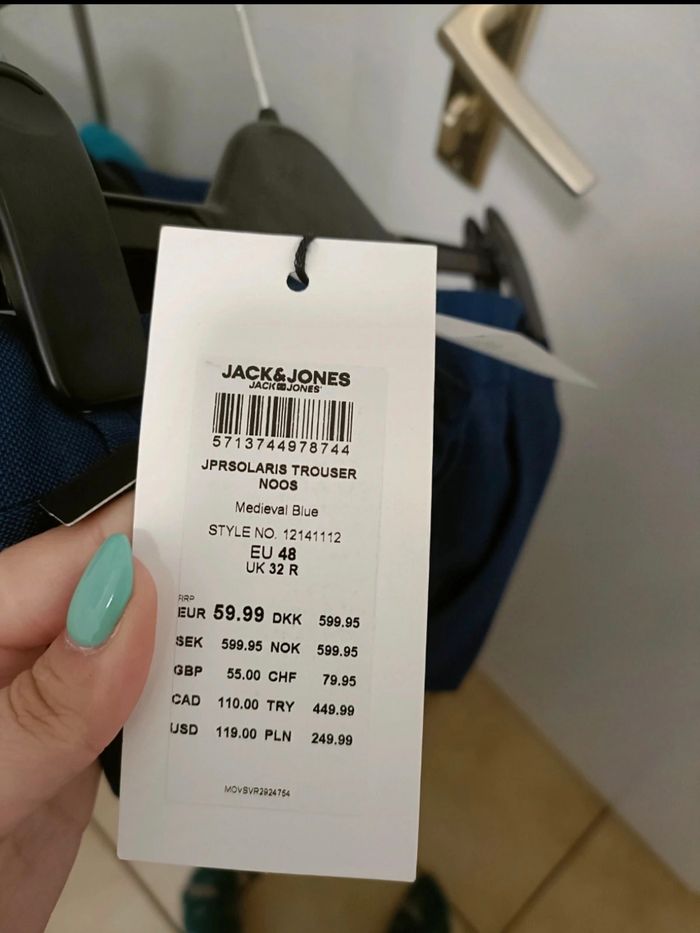 JACK&JONES
JACK&JONES
5713744978744
JPRSOLARIS TROUSER
NOOS
Medieval Blue
STYLE NO. 12141112
EU 48
UK 32 R
RRP
EUR 59.99 DKK 599.95
SEK 599.95 NOK 599.95
GBP 55.00 CHF 79.95
CAD 110.00 TRY 449.99
USD 119.00 PLN 249.99
MOVSVR2924754